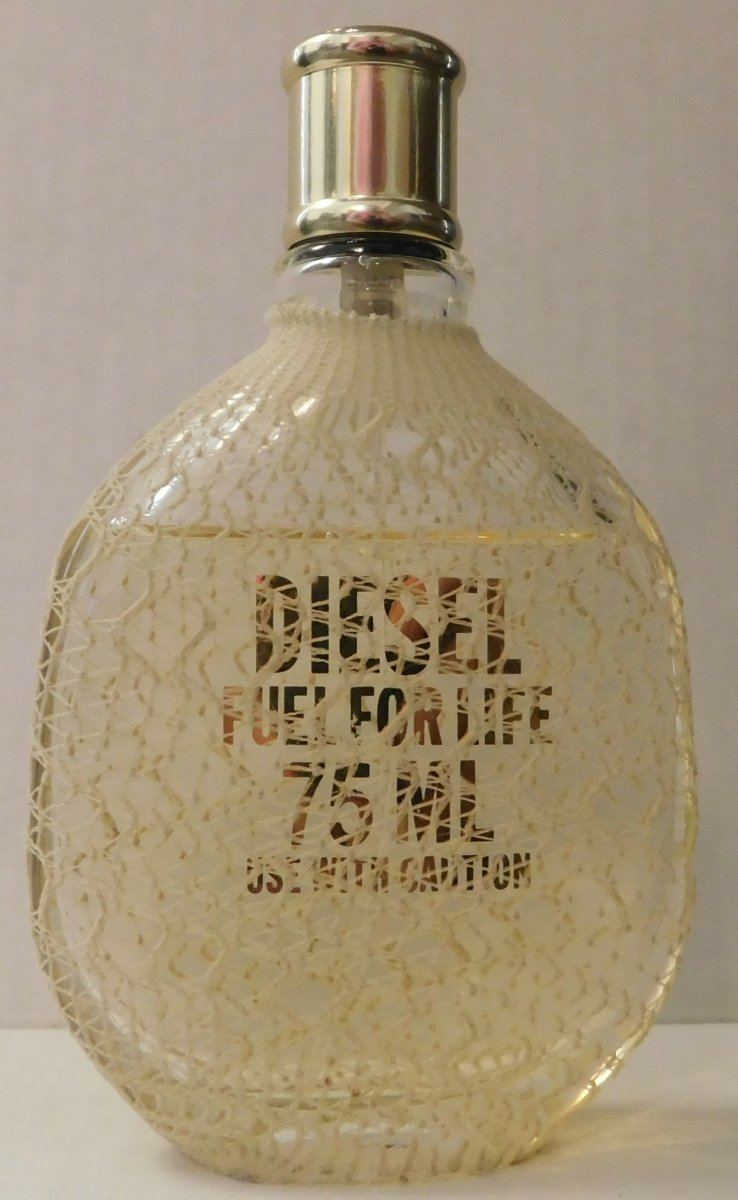 DIESEL
FUEL FOR LIFE
75 ML
USE WITH CAUTION